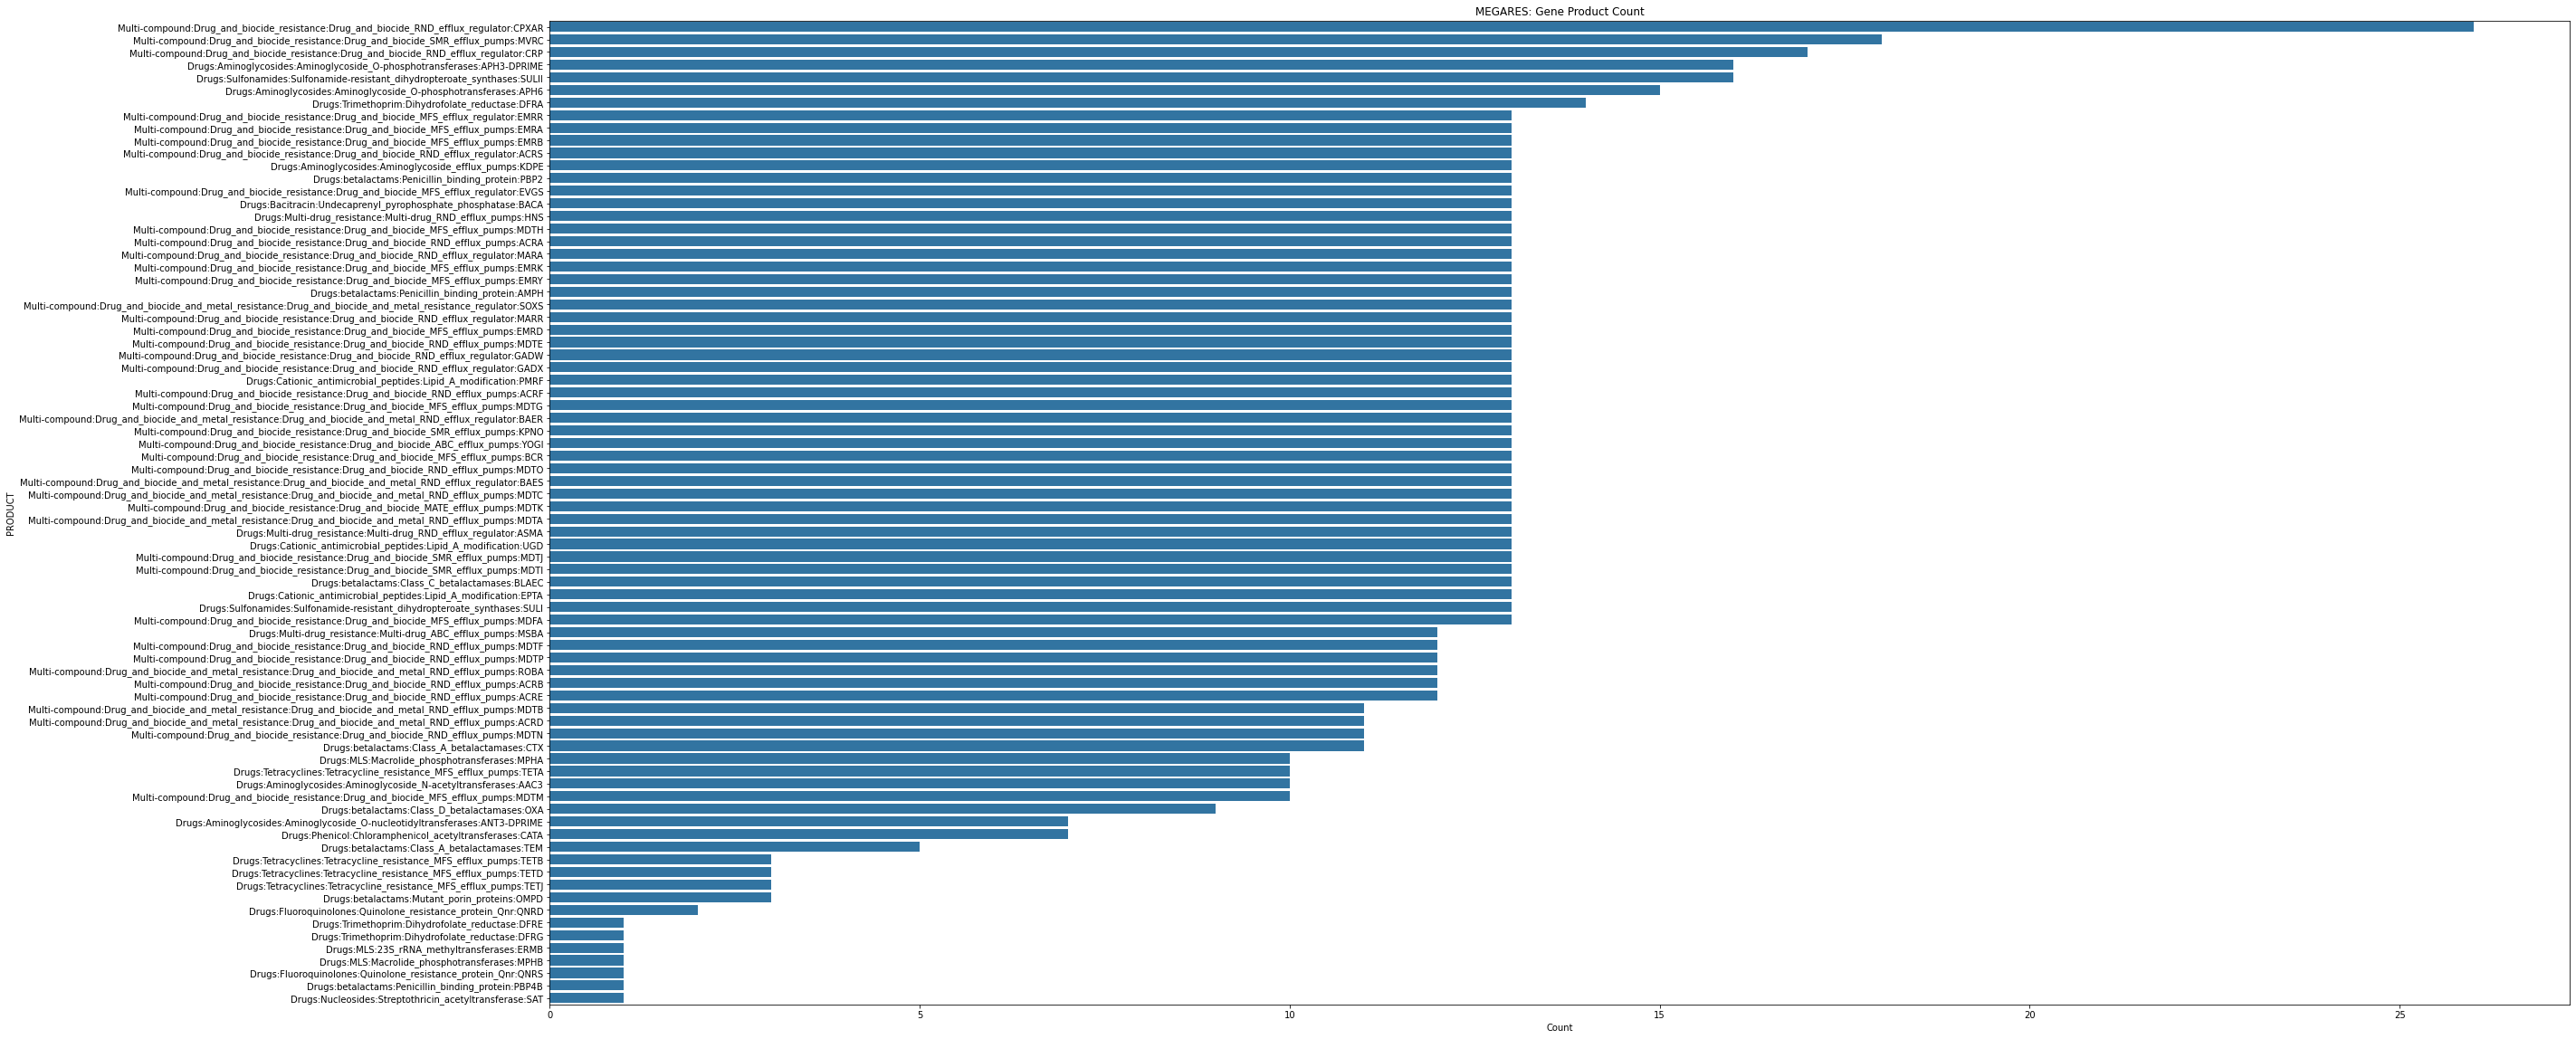 MEGARES: Gene Product Count
Multi-compound:Drug_and_biocide_resistance:Drug_and_biocide_RND_efflux_regulator:CPXAR
Multi-compound:Drug_and_biocide_resistance:Drug_and_biocide_SMR_efflux_pumps:MVRC
Multi-compound:Drug_and_biocide_resistance:Drug_and_biocide_RND_efflux_regulator:CRP
Drugs:Aminoglycosides:Aminoglycoside_O-phosphotransferases:APH3-DPRIME
Drugs:Sulfonamides:Sulfonamide-resistant_dihydropteroate_synthases:SULII
Drugs:Aminoglycosides:Aminoglycoside_O-phosphotransferases:APH6
Drugs:Trimethoprim:Dihydrofolate_reductase:DFRA
Multi-compound:Drug_and_biocide_resistance:Drug_and_biocide_MFS_efflux_regulator:EMRR
Multi-compound:Drug_and_biocide_resistance:Drug_and_biocide_MFS_efflux_pumps:EMRA
Multi-compound:Drug_and_biocide_resistance:Drug_and_biocide_MFS_efflux_pumps:EMRB
Multi-compound:Drug_and_biocide_resistance:Drug_and_biocide_RND_efflux_regulator:ACRS
Drugs:Aminoglycosides:Aminoglycoside_efflux_pumps:KDPE
Drugs:betalactams:Penicillin_binding_protein:PBP2
Multi-compound:Drug_and_biocide_resistance:Drug_and_biocide_MFS_efflux_regulator:EVGS
Drugs:Bacitracin:Undecaprenyl_pyrophosphate_phosphatase:BACA
Drugs:Multi-drug_resistance:Multi-drug_RND_efflux_pumps:HNS
Multi-compound:Drug_and_biocide_resistance:Drug_and_biocide_MFS_efflux_pumps:MDTH
Multi-compound:Drug_and_biocide_resistance:Drug_and_biocide_RND_efflux_pumps:ACRA
Multi-compound:Drug_and_biocide_resistance:Drug_and_biocide_RND_efflux_regulator:MARA
Multi-compound:Drug_and_biocide_resistance:Drug_and_biocide_MFS_efflux_pumps:EMRK
Multi-compound:Drug_and_biocide_resistance:Drug_and_biocide_MFS_efflux_pumps:EMRY
Drugs:betalactams:Penicillin_binding_protein:AMPH
Multi-compound:Drug_and_biocide_and_metal_resistance:Drug_and_biocide_and_metal_resistance_regulator:SOXS
Multi-compound:Drug_and_biocide_resistance:Drug_and_biocide_RND_efflux_regulator:MARR
Multi-compound:Drug_and_biocide_resistance:Drug_and_biocide_MFS_efflux_pumps:EMRD
Multi-compound:Drug_and_biocide_resistance:Drug_and_biocide_RND_efflux_pumps:MDTE
Multi-compound:Drug_and_biocide_resistance:Drug_and_biocide_RND_efflux_regulator:GADW
Multi-compound:Drug_and_biocide_resistance:Drug_and_biocide_RND_efflux_regulator:GADX
Drugs:Cationic_antimicrobial_peptides:Lipid_A_modification:PMRF
Multi-compound:Drug_and_biocide_resistance:Drug_and_biocide_RND_efflux_pumps:ACRF
Multi-compound:Drug_and_biocide_resistance:Drug_and_biocide_MFS_efflux_pumps:MDTG
Multi-compound:Drug_and_biocide_and_metal_resistance:Drug_and_biocide_and_metal_RND_efflux_regulator:BAER
Multi-compound:Drug_and_biocide_resistance:Drug_and_biocide_SMR_efflux_pumps:KPNO
Multi-compound:Drug_and_biocide_resistance:Drug_and_biocide_ABC_efflux_pumps:YOGI
Multi-compound:Drug_and_biocide_resistance:Drug_and_biocide_MFS_efflux_pumps:BCR
Multi-compound:Drug_and_biocide_resistance:Drug_and_biocide_RND_efflux_pumps:MDTO
Multi-compound:Drug_and_biocide_and_metal_resistance:Drug_and_biocide_and_metal_RND_efflux_regulator:BAES
Multi-compound:Drug_and_biocide_and_metal_resistance:Drug_and_biocide_and_metal_RND_efflux_pumps:MDTC
Multi-compound:Drug_and_biocide_resistance:Drug_and_biocide_MATE_efflux_pumps:MDTK
Multi-compound:Drug_and_biocide_and_metal_resistance:Drug_and_biocide_and_metal_RND_efflux_pumps:MDTA
Drugs:Multi-drug_resistance:Multi-drug_RND_efflux_regulator:ASMA
Drugs:Cationic_antimicrobial_peptides:Lipid_A_modification:UGD
Multi-compound:Drug_and_biocide_resistance:Drug_and_biocide_SMR_efflux_pumps:MDTJ
Multi-compound:Drug_and_biocide_resistance:Drug_and_biocide_SMR_efflux_pumps:MDTI
Drugs:betalactams:Class_C_betalactamases:BLAEC
Drugs:Cationic_antimicrobial_peptides:Lipid_A_modification:EPTA
Drugs:Sulfonamides:Sulfonamide-resistant_dihydropteroate_synthases:SULI
Multi-compound:Drug_and_biocide_resistance:Drug_and_biocide_MFS_efflux_pumps:MDFA
Drugs:Multi-drug_resistance:Multi-drug_ABC_efflux_pumps:MSBA
Multi-compound:Drug_and_biocide_resistance:Drug_and_biocide_RND_efflux_pumps:MDTF
Multi-compound:Drug_and_biocide_resistance:Drug_and_biocide_RND_efflux_pumps:MDTP
Multi-compound:Drug_and_biocide_and_metal_resistance:Drug_and_biocide_and_metal_RND_efflux_pumps:ROBA
Multi-compound:Drug_and_biocide_resistance:Drug_and_biocide_RND_efflux_pumps:ACRB
Multi-compound:Drug_and_biocide_resistance:Drug_and_biocide_RND_efflux_pumps:ACRE
Multi-compound:Drug_and_biocide_and_metal_resistance:Drug_and_biocide_and_metal_RND_efflux_pumps:MDTB
Multi-compound:Drug_and_biocide_and_metal_resistance:Drug_and_biocide_and_metal_RND_efflux_pumps:ACRD
Multi-compound:Drug_and_biocide_resistance:Drug_and_biocide_RND_efflux_pumps:MDTN
Drugs:betalactams:Class_A_betalactamases:CTX
Drugs:MLS:Macrolide_phosphotransferases:MPHA
Drugs:Tetracyclines:Tetracycline_resistance_MFS_efflux_pumps:TETA
Drugs:Aminoglycosides:Aminoglycoside_N-acetyltransferases:AAC3
Multi-compound:Drug_and_biocide_resistance:Drug_and_biocide_MFS_efflux_pumps:MDTM
Drugs:betalactams:Class_D_betalactamases:OXA
Drugs:Aminoglycosides:Aminoglycoside_O-nucleotidyltransferases:ANT3-DPRIME
Drugs:Phenicol:Chloramphenicol_acetyltransferases:CATA
Drugs:betalactams:Class_A_betalactamases:TEM
Drugs:Tetracyclines:Tetracycline_resistance_MFS_efflux_pumps:TETB
Drugs:Tetracyclines:Tetracycline_resistance_MFS_efflux_pumps:TETD
Drugs:Tetracyclines:Tetracycline_resistance_MFS_efflux_pumps:TETJ
Drugs:betalactams:Mutant_porin_proteins:OMPD
Drugs:Fluoroquinolones:Quinolone_resistance_protein_Qnr:QNRD
Drugs:Trimethoprim:Dihydrofolate_reductase:DFRE
Drugs:Trimethoprim:Dihydrofolate_reductase:DFRG
Drugs:MLS:23S_rRNA_methyltransferases:ERMB
Drugs:MLS:Macrolide_phosphotransferases:MPHB
Drugs:Fluoroquinolones:Quinolone_resistance_protein_Qnr:QNRS
Drugs:betalactams:Penicillin_binding_protein:PBP4B
Drugs:Nucleosides:Streptothricin_acetyltransferase:SAT
PRODUCT
0 5 10 15 20 25
Count